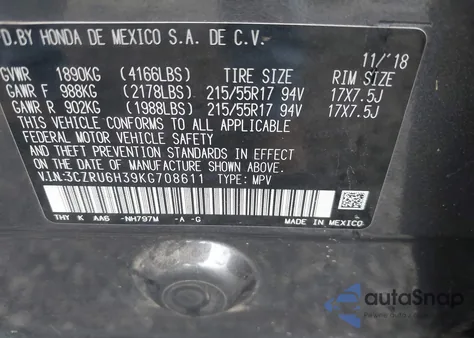 'D.BY HONDA DE MEXICO S.A. DE C.V.
11/'18
GVWR 1890KG (4166LBS) TIRE SIZE RIM SIZE
GAWR F 988KG (2178LBS) 215/55R17 94V 17X7.5J
GAWR R 902KG (1988LBS) 215/55R17 94V 17X7.5J
THIS VEHICLE CONFORMS TO ALL APPLICABLE
FEDERAL MOTOR VEHICLE SAFETY
AND THEFT PREVENTION STANDARDS IN EFFECT
ON THE DATE OF MANUFACTURE SHOWN ABOVE.
V.I.N:3CZRU6H39KG708611 TYPE: MPV
THY K AA6 -NH797M -A -G MADE IN MEXICO
autoSnap